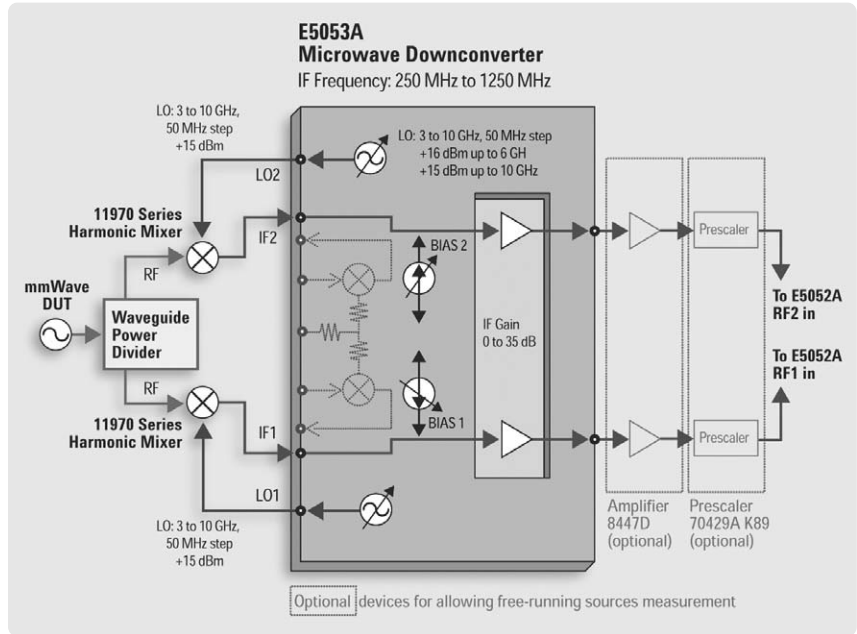 E5053A
Microwave Downconverter
IF Frequency: 250 MHz to 1250 MHz
LO: 3 to 10 GHz,
50 MHz step
+15 dBm
LO: 3 to 10 GHz, 50 MHz step
+16 dBm up to 6 GH
+15 dBm up to 10 GHz
LO2
11970 Series
Harmonic Mixer
IF2
BIAS 2
Prescaler
RF
mmWave
DUT
Waveguide
Power
Divider
IF Gain
0 to 35 dB
To E5052A
RF2 in
To E5052A
RF1 in
RF
11970 Series
Harmonic Mixer
IF1
BIAS 1
Prescaler
LO1
LO: 3 to 10 GHz,
50 MHz step
+15 dBm
Amplifier
8447D
(optional)
Prescaler
70429A K89
(optional)
Optional devices for allowing free-running sources measurement